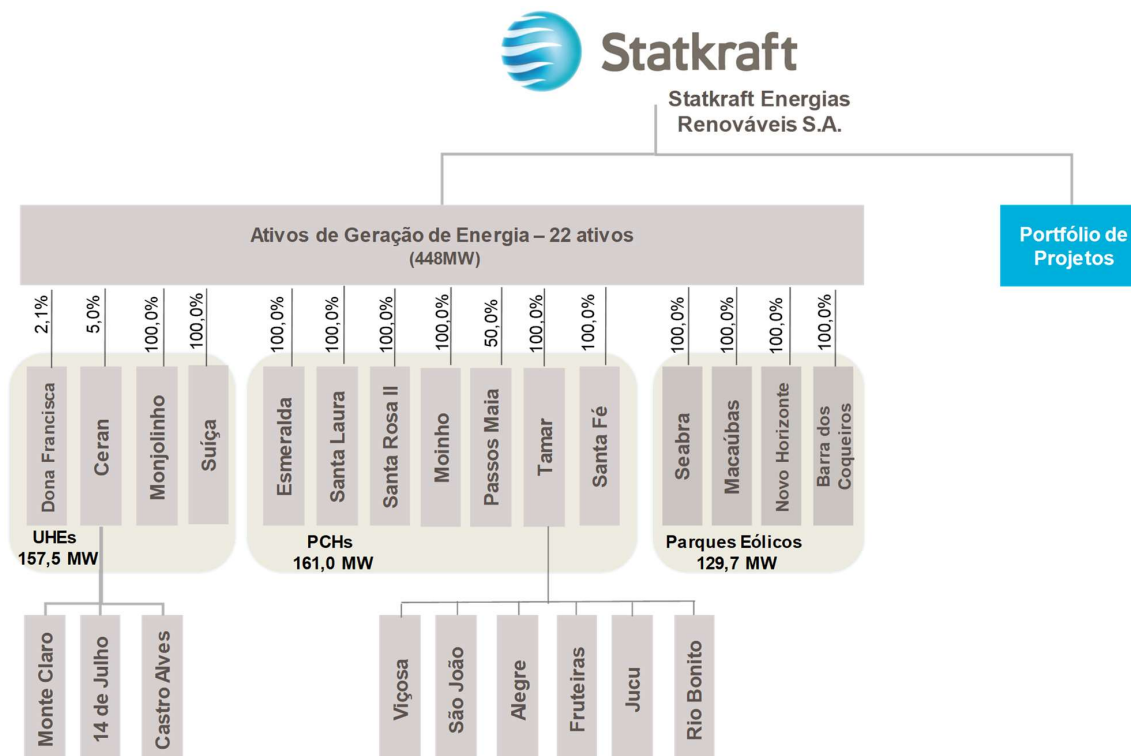 Statkraft
Statkraft Energias
Renováveis S.A.
Ativos de Geração de Energia – 22 ativos
(448MW)
Portfólio de
Projetos
2,1%
5,0%
100,0%
100,0%
100,0%
100,0%
100,0%
100,0%
50,0%
100,0%
100,0%
100,0%
100,0%
100,0%
100,0%
Dona Francisca
Ceran
Monjolinho
Suíça
Esmeralda
Santa Laura
Santa Rosa II
Moinho
Passos Maia
Tamar
Santa Fé
Seabra
Macaúbas
Novo Horizonte
Barra dos
Coqueiros
UHEs
157,5 MW
PCHs
161,0 MW
Parques Eólicos
129,7 MW
Monte Claro
14 de Julho
Castro Alves
Viçosa
São João
Alegre
Fruteiras
Jucu
Rio Bonito